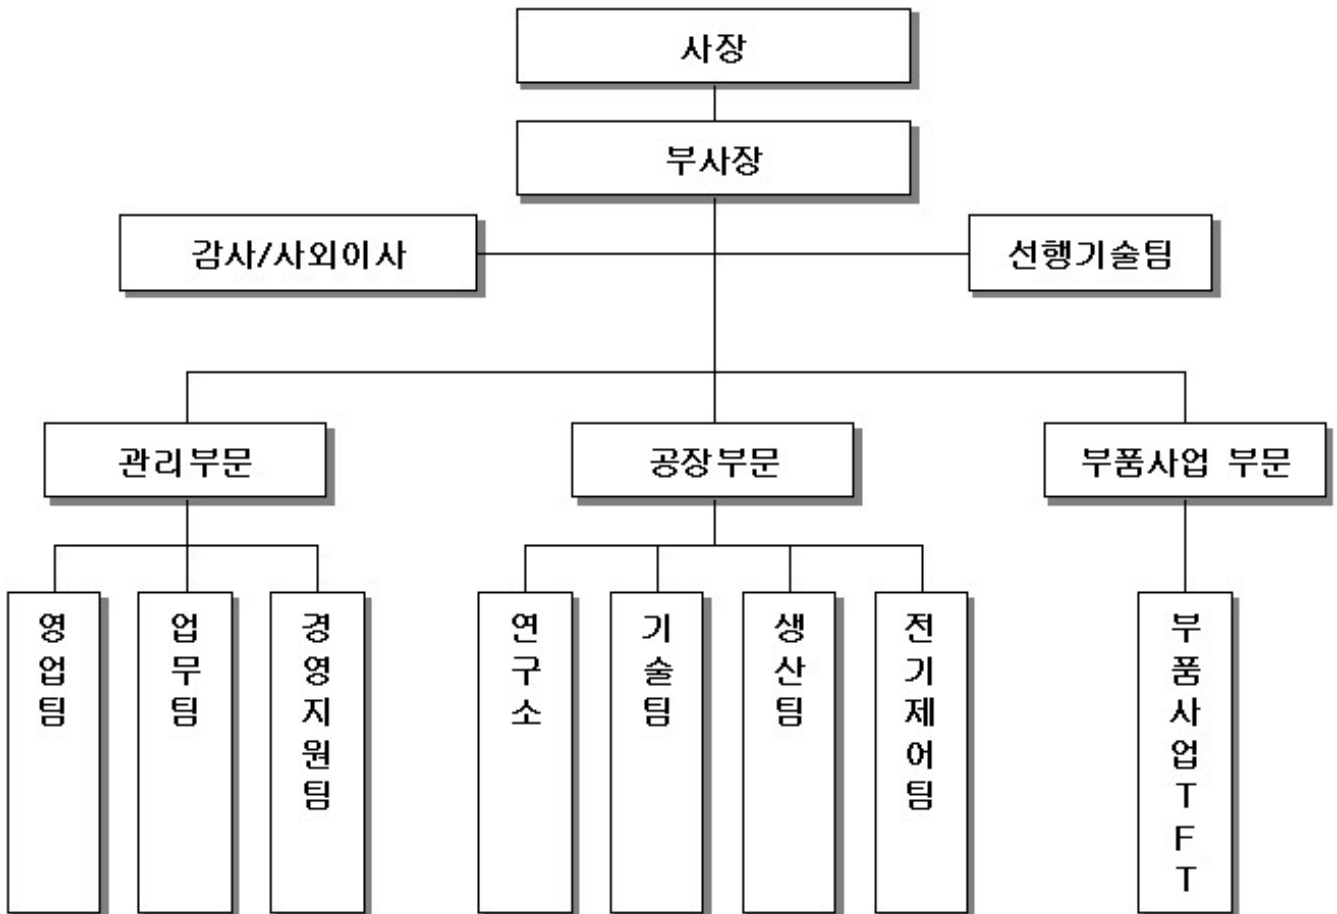 사장
부사장
감사/사외이사
선행기술팀
관리부문
공장부문
부품사업 부문
영업팀
업무팀
경영지원팀
연구소
기술팀
생산팀
전기제어팀
부품사업TFT